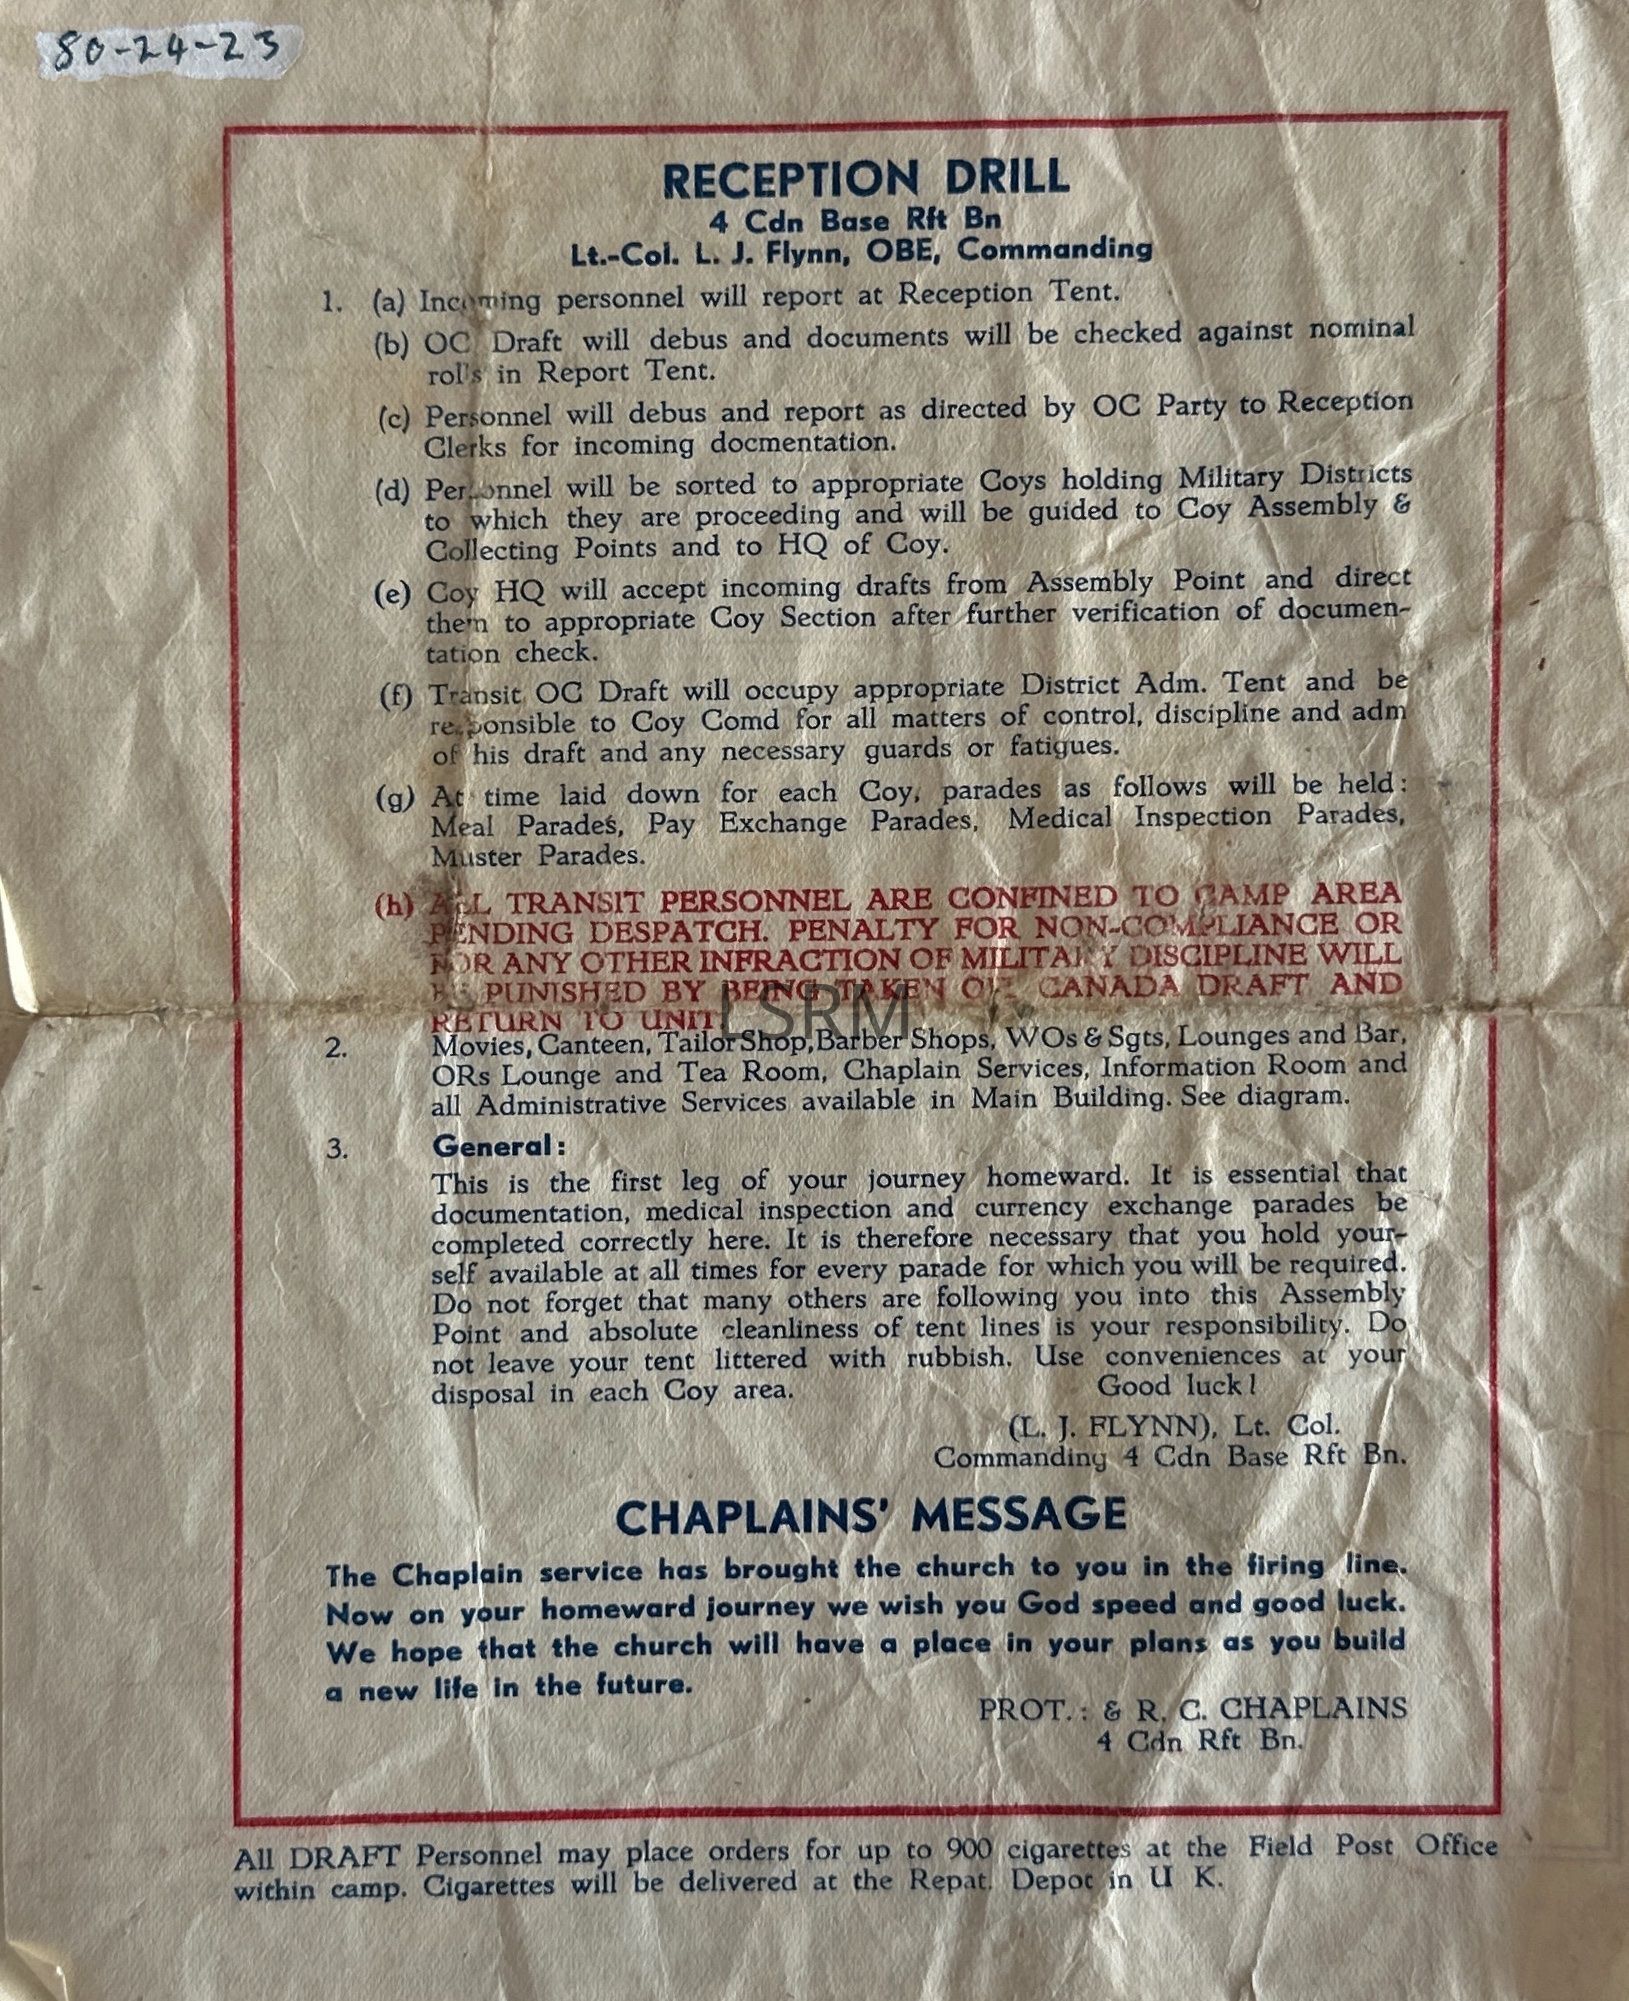 80-24-23
RECEPTION DRILL
4 Cdn Base Rft Bn
Lt.-Col. L. J. Flynn, OBE, Commanding
1. (a) Incoming personnel will report at Reception Tent.
(b) OC Draft will debus and documents will be checked against nominal
rol's in Report Tent.
(c) Personnel will debus and report as directed by OC Party to Reception
Clerks for incoming docmentation.
(d) Personnel will be sorted to appropriate Coys holding Military Districts
to which they are proceeding and will be guided to Coy Assembly &
Collecting Points and to HQ of Coy.
(e) Coy HQ will accept incoming drafts from Assembly Point and direct
them to appropriate Coy Section after further verification of documen-
tation check.
(f) Transit OC Draft will occupy appropriate District Adm. Tent and be
responsible to Coy Comd for all matters of control, discipline and adm
of his draft and any necessary guards or fatigues.
(g) At time laid down for each Coy, parades as follows will be held:
Meal Parades, Pay Exchange Parades, Medical Inspection Parades,
Muster Parades.
(h) ALL TRANSIT PERSONNEL ARE CONFINED TO CAMP AREA
PENDING DESPATCH. PENALTY FOR NON-COMPLIANCE OR
FOR ANY OTHER INFRACTION OF MILITARY DISCIPLINE WILL
BE PUNISHED BY BEING TAKEN OFF CANADA DRAFT AND
RETURN TO UNIT.
LSRM
2. Movies, Canteen, Tailor Shop, Barber Shops, WOs & Sgts, Lounges and Bar,
ORs Lounge and Tea Room, Chaplain Services, Information Room and
all Administrative Services available in Main Building. See diagram.
3. General:
This is the first leg of your journey homeward. It is essential that
documentation, medical inspection and currency exchange parades be
completed correctly here. It is therefore necessary that you hold your-
self available at all times for every parade for which you will be required.
Do not forget that many others are following you into this Assembly
Point and absolute cleanliness of tent lines is your responsibility. Do
not leave your tent littered with rubbish. Use conveniences at your
disposal in each Coy area. Good luck!
(L. J. FLYNN), Lt. Col.
Commanding 4 Cdn Base Rft Bn.
CHAPLAINS' MESSAGE
The Chaplain service has brought the church to you in the firing line.
Now on your homeward journey we wish you God speed and good luck.
We hope that the church will have a place in your plans as you build
a new life in the future.
PROT.: & R. C. CHAPLAINS
4 Cdn Rft Bn.
All DRAFT Personnel may place orders for up to 900 cigarettes at the Field Post Office
within camp. Cigarettes will be delivered at the Repat. Depot in U K.